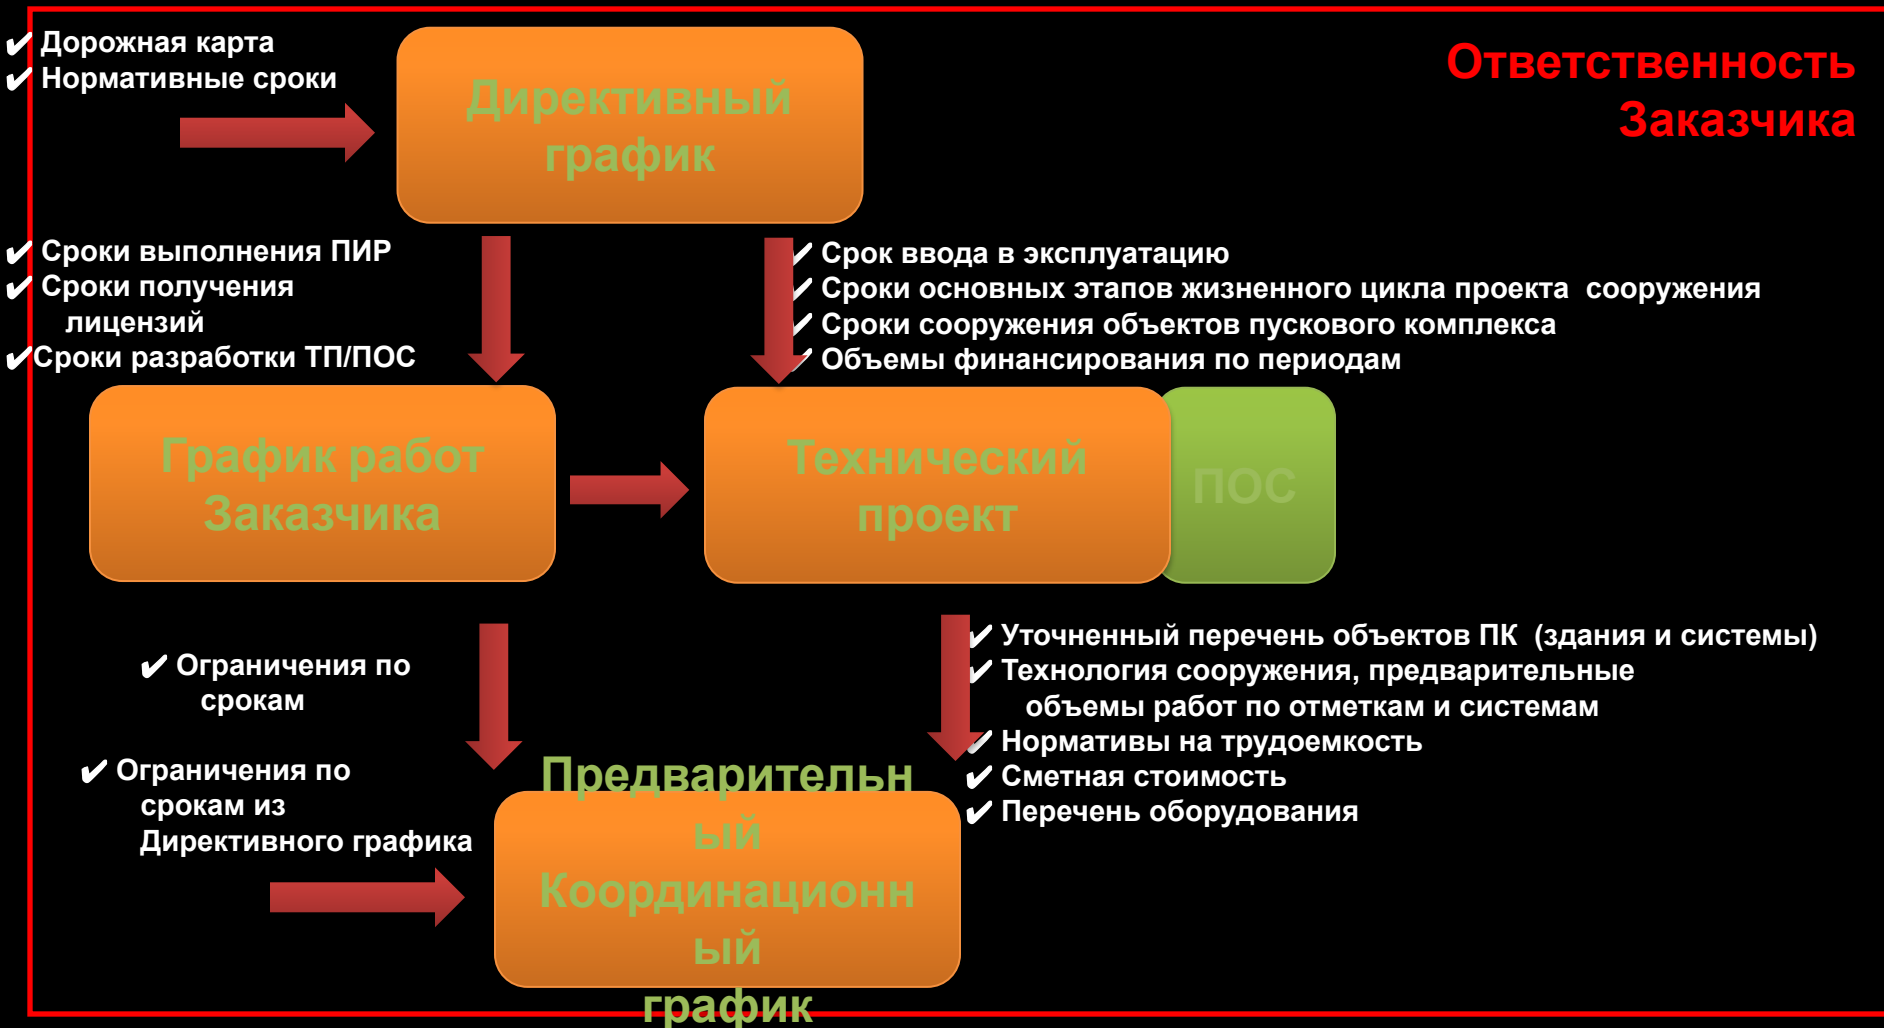 ✔ Дорожная карта
✔ Нормативные сроки
Директивный
график
Ответственность
Заказчика
✔ Сроки выполнения ПИР
✔ Сроки получения
лицензий
✔Сроки разработки ТП/ПОС
✔ Срок ввода в эксплуатацию
✔ Сроки основных этапов жизненного цикла проекта  сооружения
✔ Сроки сооружения объектов пускового комплекса
✔ Объемы финансирования по периодам
График работ
Заказчика
Технический
проект
ПОС
✔ Ограничения по
срокам
✔ Уточненный перечень объектов ПК  (здания и системы)
✔ Технология сооружения, предварительные
объемы работ по отметкам и системам
✔ Нормативы на трудоемкость
✔ Сметная стоимость
✔ Перечень оборудования
✔ Ограничения по
срокам из
Директивного графика
Предварительн
ый
Координационн
ый
график